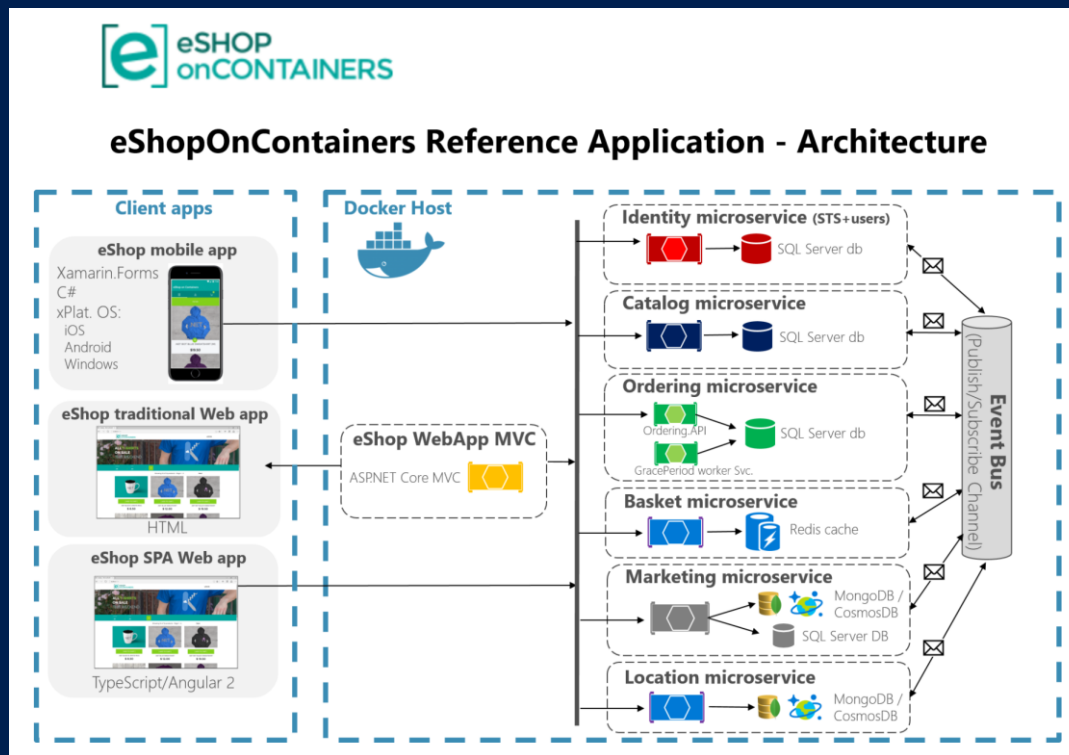 [e] eSHOP
onCONTAINERS
eShopOnContainers Reference Application - Architecture
Client apps
eShop mobile app
Xamarin.Forms
C#
xPlat. OS:
iOS
Android
Windows
eShop traditional Web app
HTML
eShop SPA Web app
TypeScript/Angular 2
Docker Host
eShop WebApp MVC
ASP.NET Core MVC
Identity microservice (STS+users)
SQL Server db
Catalog microservice
SQL Server db
Ordering microservice
Ordering.API
SQL Server db
GracePeriod worker Svc.
Basket microservice
Redis cache
Marketing microservice
MongoDB /
CosmosDB
SQL Server DB
Location microservice
MongoDB /
CosmosDB
Event Bus
(Publish/Subscribe Channel)